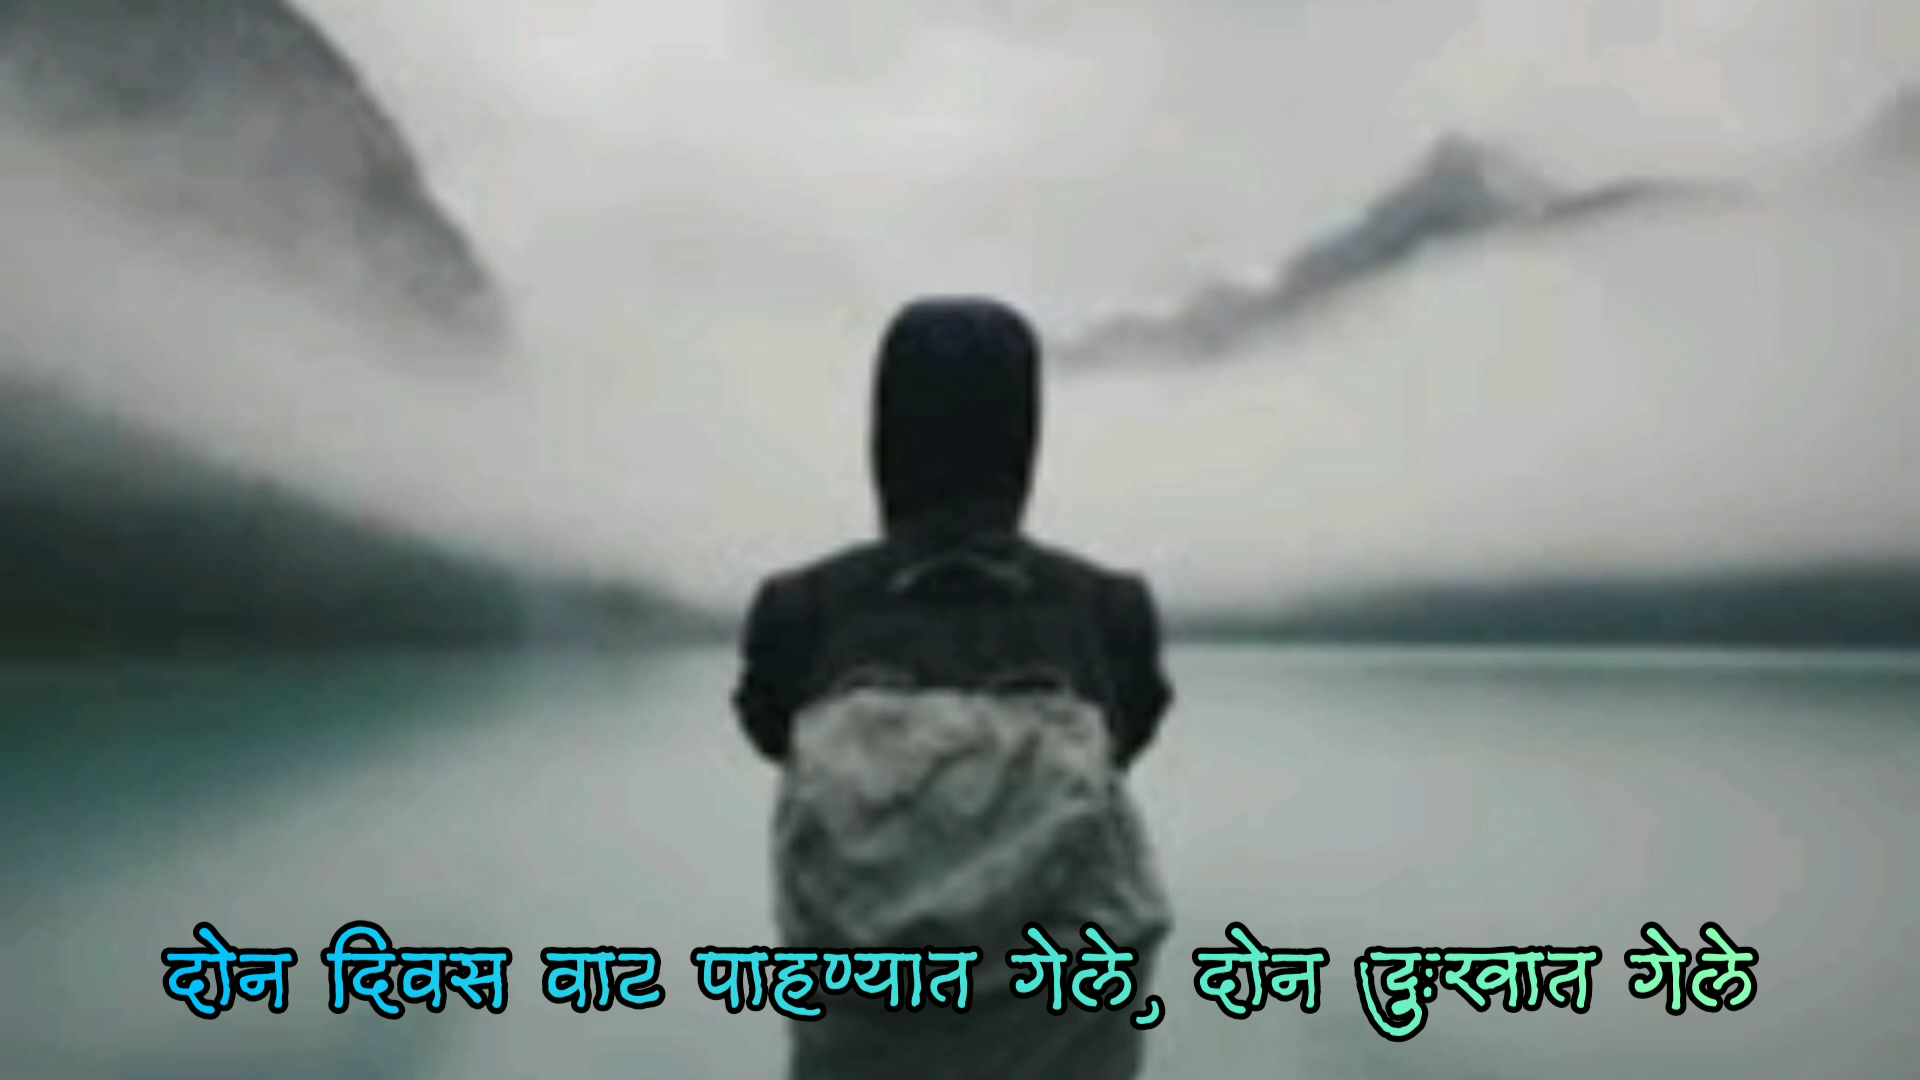 दोन दिवस वाट पाहण्यात गेले, दोन दुःखात गेले